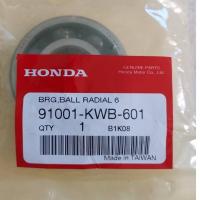 GENUINE PARTS
HONDA
Honda Motor Co., Ltd.
BRG,BALL RADIAL 6
91001-KWB-601
QTY 1 B1K08
Made in TAIWAN